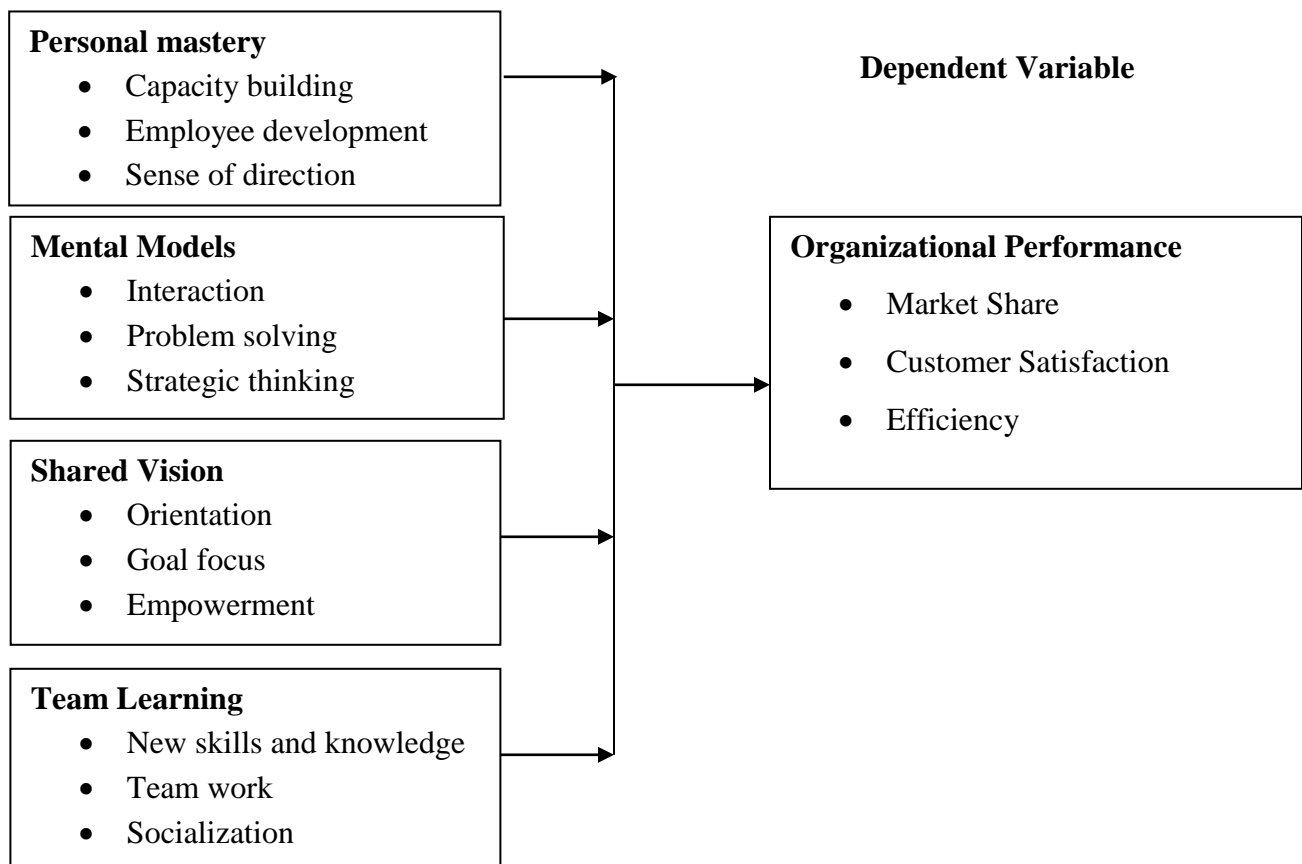 Personal mastery
• Capacity building
• Employee development
• Sense of direction
Dependent Variable
Mental Models
• Interaction
• Problem solving
• Strategic thinking
Organizational Performance
• Market Share
• Customer Satisfaction
• Efficiency
Shared Vision
• Orientation
• Goal focus
• Empowerment
Team Learning
• New skills and knowledge
• Team work
• Socialization